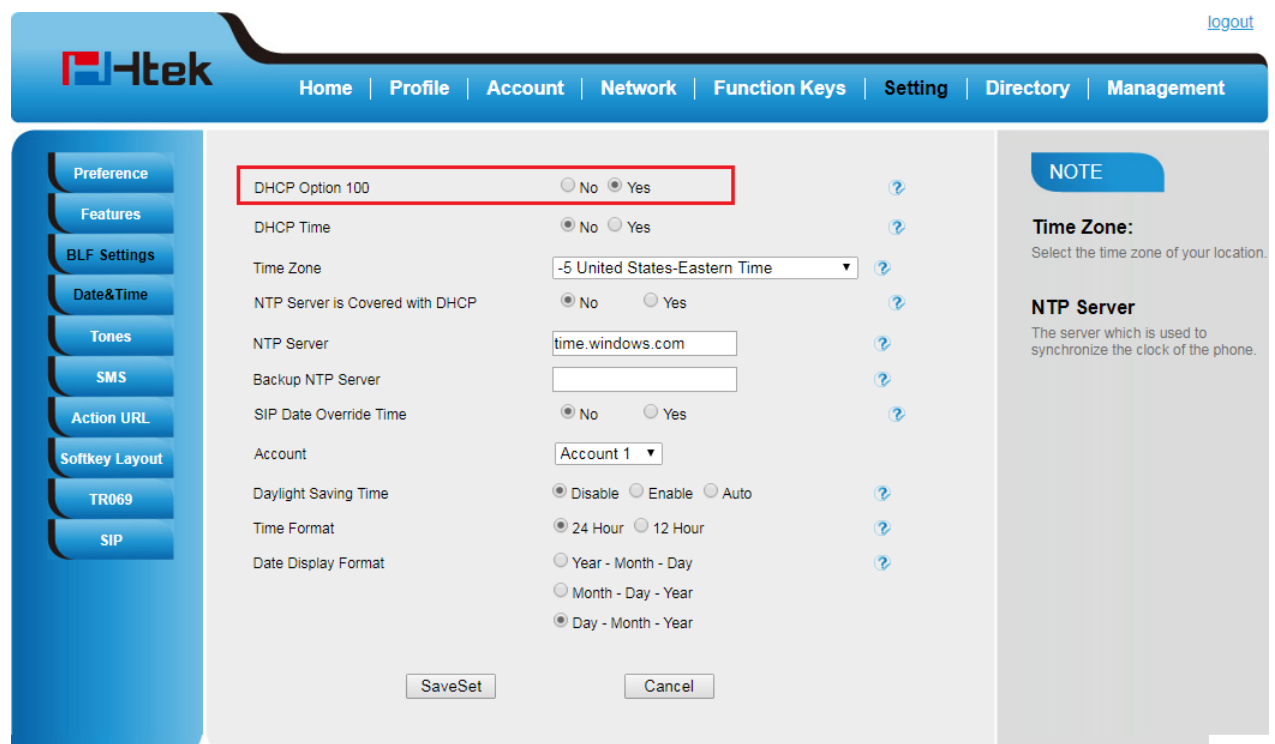 logout
Htek
Home | Profile | Account | Network | Function Keys | Setting | Directory | Management
Preference
Features
BLF Settings
Date&Time
Tones
SMS
Action URL
Softkey Layout
TR069
SIP
DHCP Option 100 No Yes
DHCP Time No Yes
Time Zone -5 United States-Eastern Time
NTP Server is Covered with DHCP No Yes
NTP Server time.windows.com
Backup NTP Server
SIP Date Override Time No Yes
Account Account 1
Daylight Saving Time Disable Enable Auto
Time Format 24 Hour 12 Hour
Date Display Format Year - Month - Day
Month - Day - Year
Day - Month - Year
SaveSet Cancel
NOTE
Time Zone:
Select the time zone of your location.
NTP Server
The server which is used to
synchronize the clock of the phone.